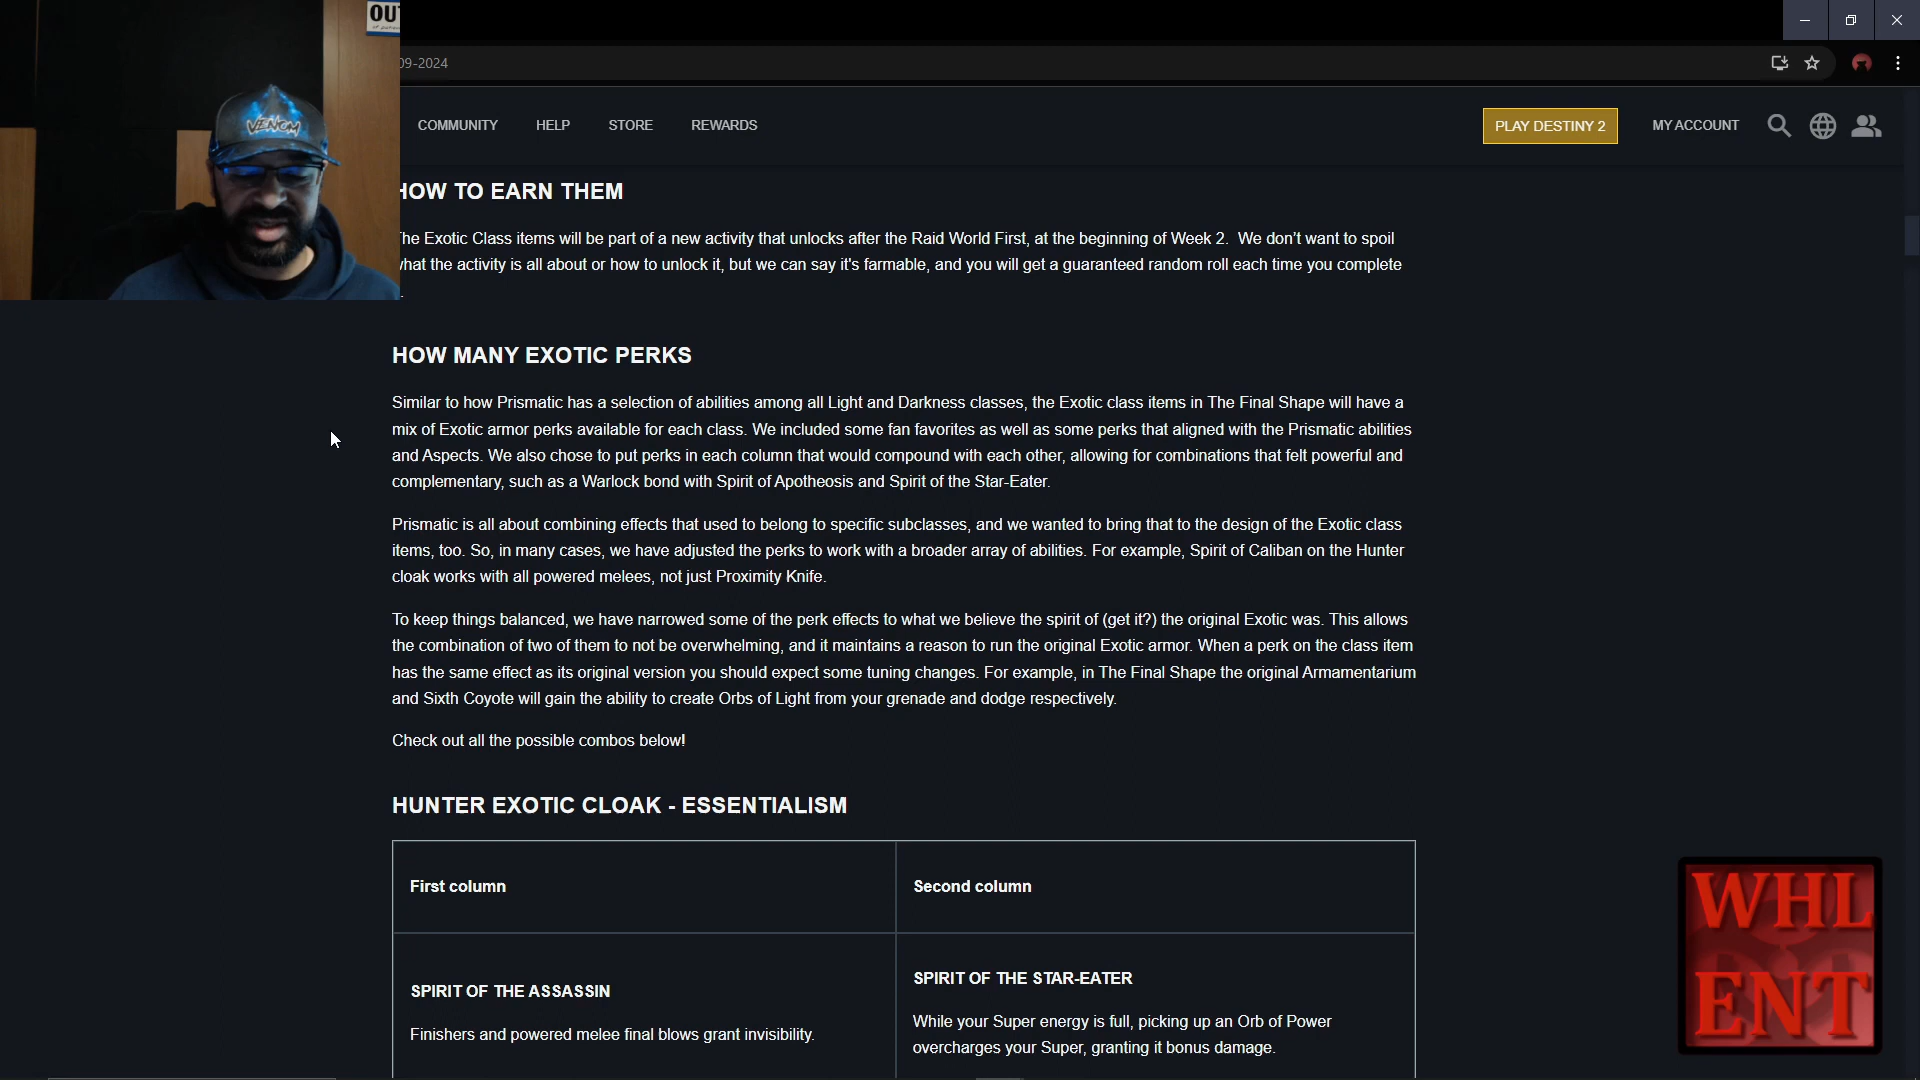 OU
VENOM
09-2024
COMMUNITY HELP STORE REWARDS
PLAY DESTINY 2
MY ACCOUNT
HOW TO EARN THEM
The Exotic Class items will be part of a new activity that unlocks after the Raid World First, at the beginning of Week 2. We don't want to spoil
what the activity is all about or how to unlock it, but we can say it's farmable, and you will get a guaranteed random roll each time you complete
.
HOW MANY EXOTIC PERKS
Similar to how Prismatic has a selection of abilities among all Light and Darkness classes, the Exotic class items in The Final Shape will have a
mix of Exotic armor perks available for each class. We included some fan favorites as well as some perks that aligned with the Prismatic abilities
and Aspects. We also chose to put perks in each column that would compound with each other, allowing for combinations that felt powerful and
complementary, such as a Warlock bond with Spirit of Apotheosis and Spirit of the Star-Eater.
Prismatic is all about combining effects that used to belong to specific subclasses, and we wanted to bring that to the design of the Exotic class
items, too. So, in many cases, we have adjusted the perks to work with a broader array of abilities. For example, Spirit of Caliban on the Hunter
cloak works with all powered melees, not just Proximity Knife.
To keep things balanced, we have narrowed some of the perk effects to what we believe the spirit of (get it?) the original Exotic was. This allows
the combination of two of them to not be overwhelming, and it maintains a reason to run the original Exotic armor. When a perk on the class item
has the same effect as its original version you should expect some tuning changes. For example, in The Final Shape the original Armamentarium
and Sixth Coyote will gain the ability to create Orbs of Light from your grenade and dodge respectively.
Check out all the possible combos below!
HUNTER EXOTIC CLOAK - ESSENTIALISM
First column
Second column
SPIRIT OF THE ASSASSIN
Finishers and powered melee final blows grant invisibility.
SPIRIT OF THE STAR-EATER
While your Super energy is full, picking up an Orb of Power
overcharges your Super, granting it bonus damage.
WHL
ENT